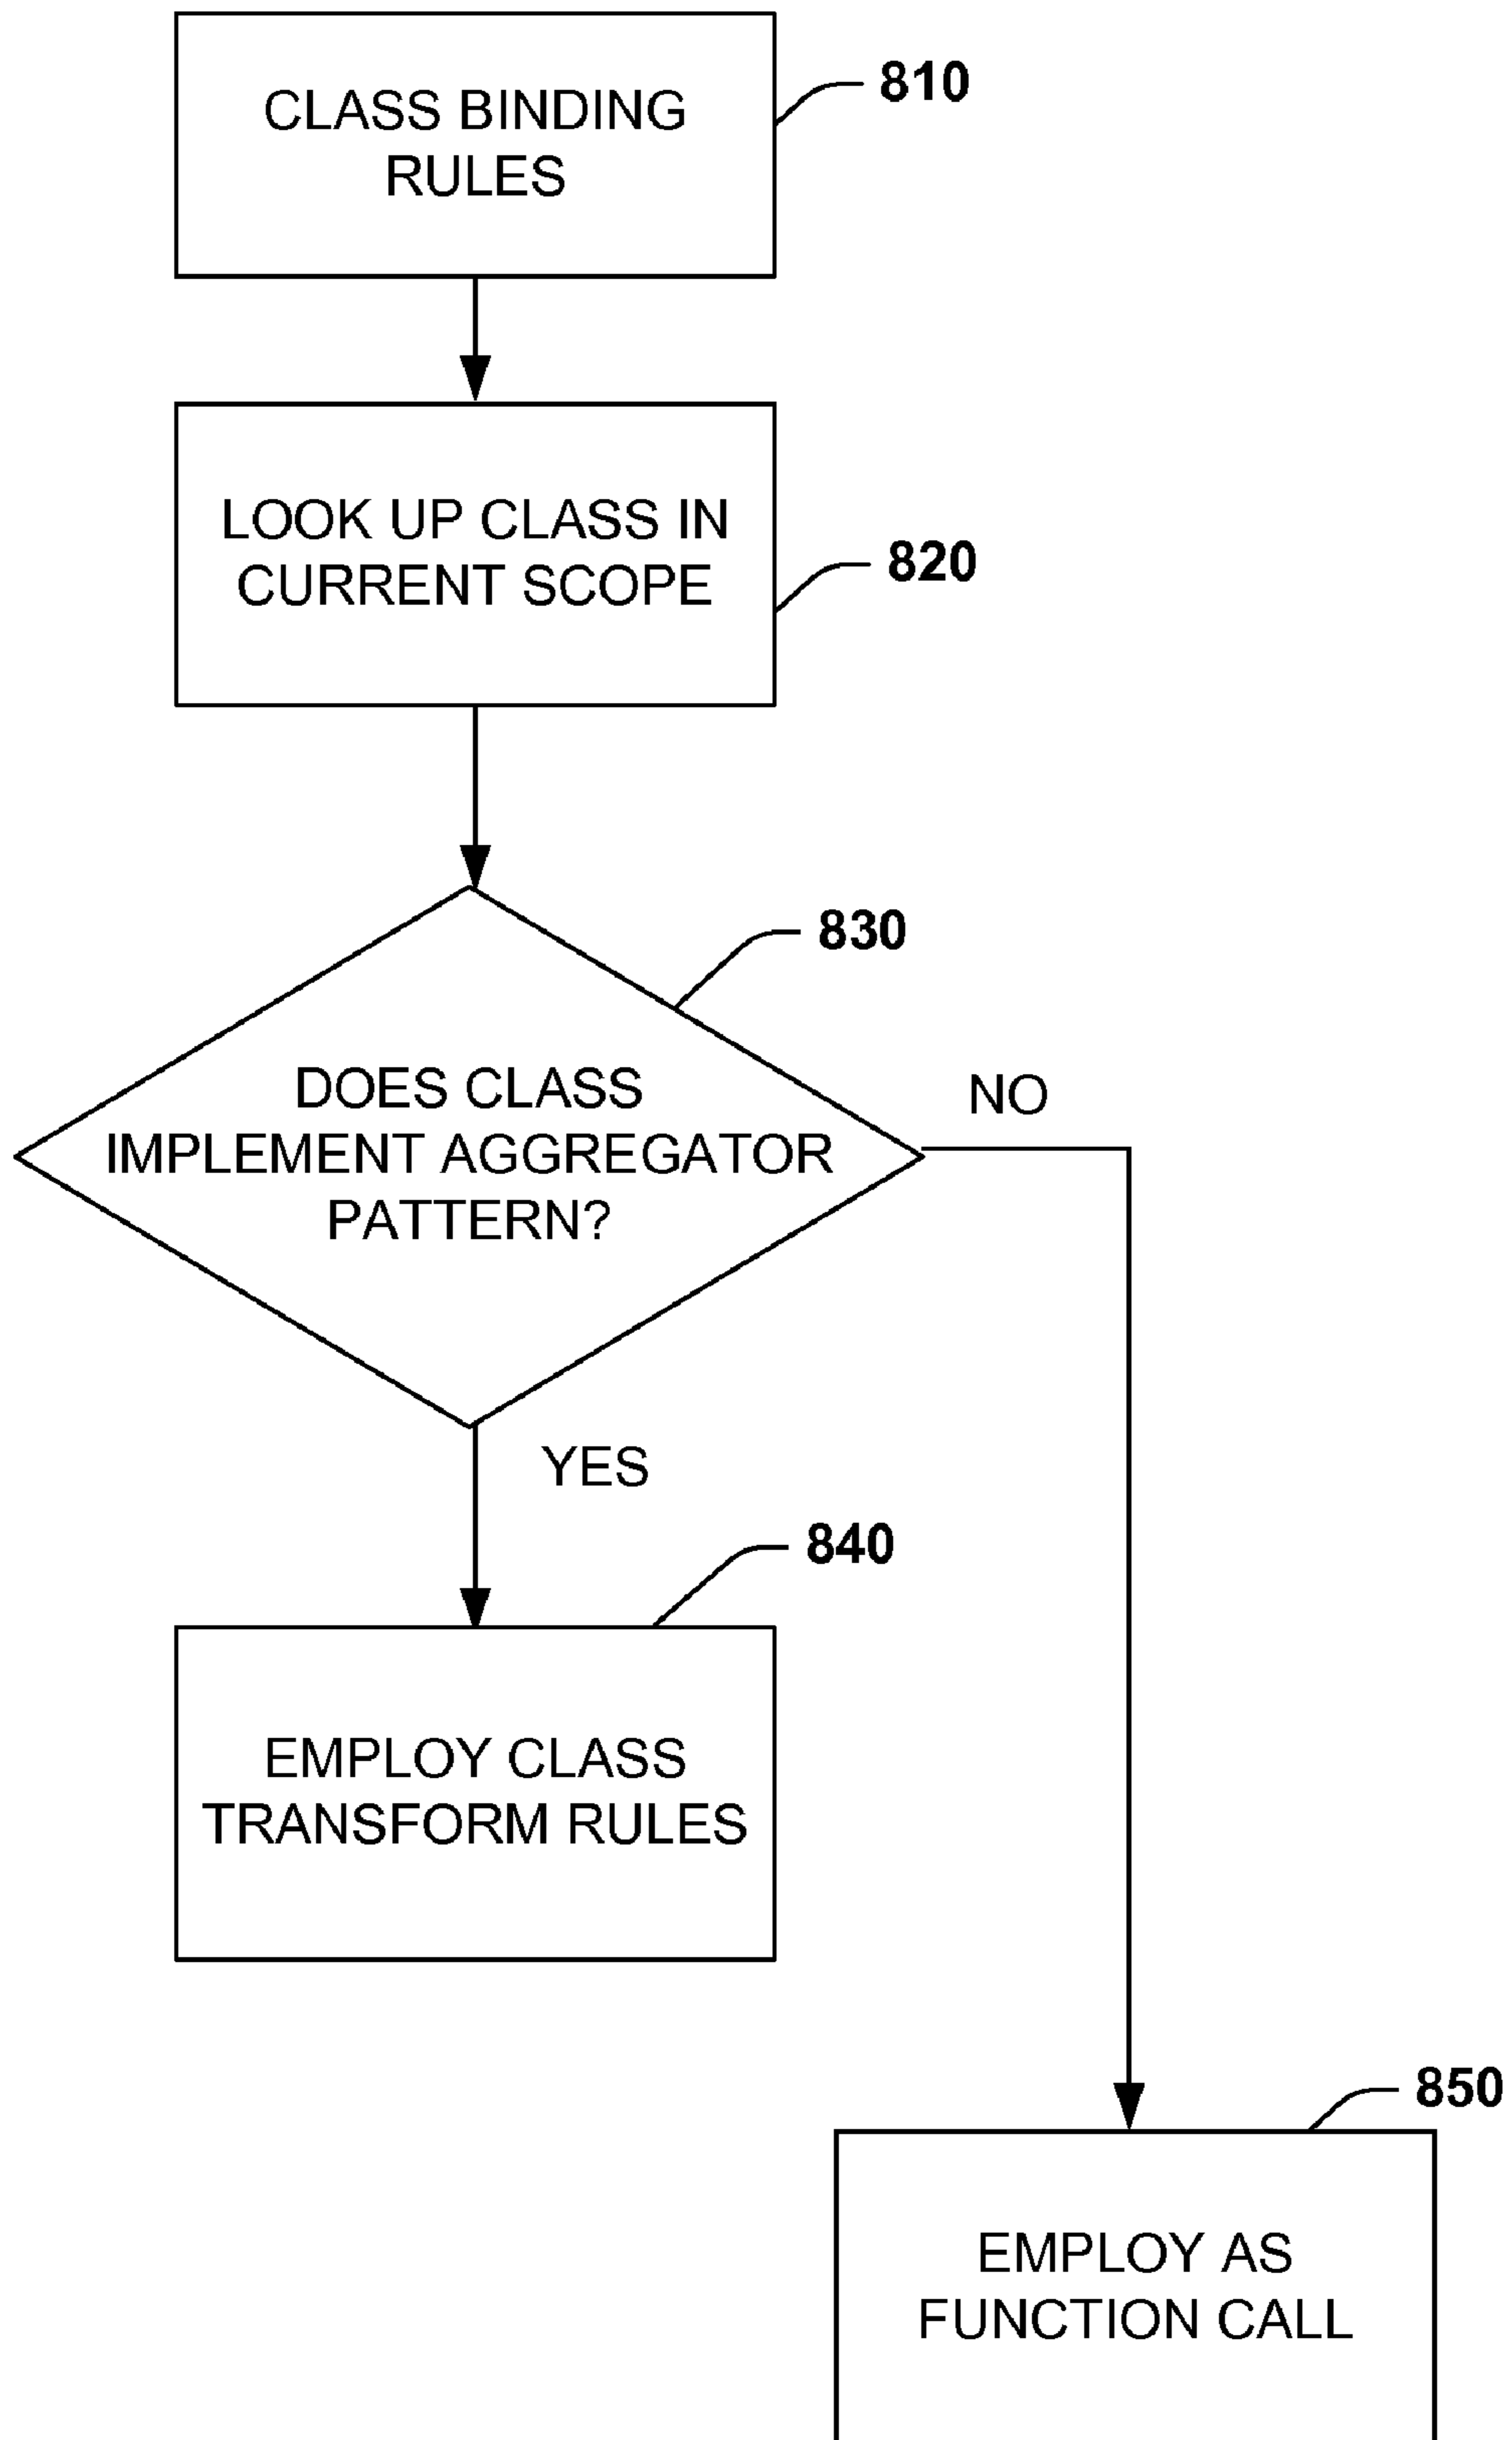 CLASS BINDING
RULES
810
LOOK UP CLASS IN
CURRENT SCOPE
820
830
DOES CLASS
IMPLEMENT AGGREGATOR
PATTERN?
NO
YES
840
EMPLOY CLASS
TRANSFORM RULES
850
EMPLOY AS
FUNCTION CALL